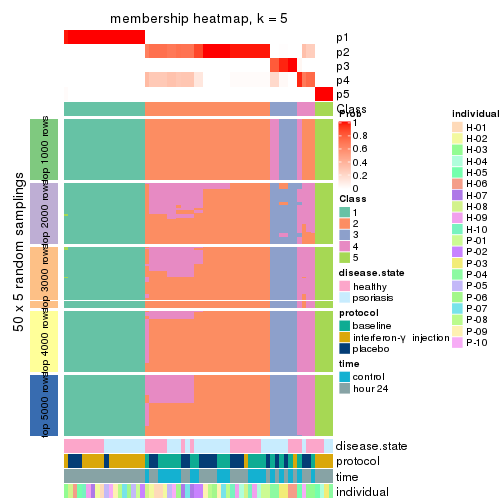 membership heatmap, k = 5
p1
p2
p3
p4
p5
Class
50 x 5 random samplings
top 1000 rows
top 2000 rows
top 3000 rows
top 4000 rows
top 5000 rows
disease.state
protocol
time
individual
Prob
1
0.8
0.6
0.4
0.2
0
Class
1
2
3
4
5
disease.state
healthy
psoriasis
protocol
baseline
interferon-γ injection
placebo
time
control
hour 24
individual
H-01
H-02
H-03
H-04
H-05
H-06
H-07
H-08
H-09
H-10
P-01
P-02
P-03
P-04
P-05
P-06
P-07
P-08
P-09
P-10